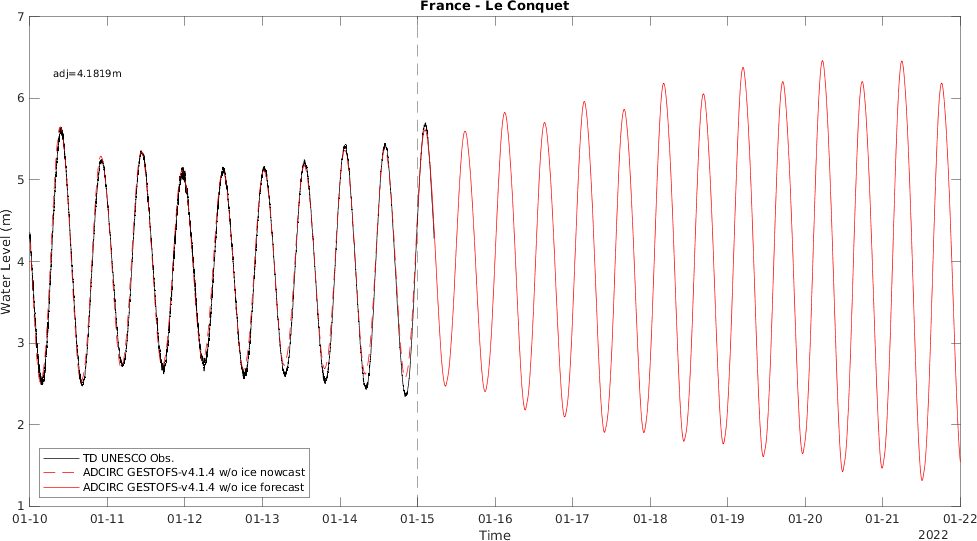 France - Le Conquet
7
adj=4.1819m
6
5
4
3
2
1
Water Level (m)
TD UNESCO Obs.
ADCIRC GESTOFS-v4.1.4 w/o ice nowcast
ADCIRC GESTOFS-v4.1.4 w/o ice forecast
01-10 01-11 01-12 01-13 01-14 01-15 01-16 01-17 01-18 01-19 01-20 01-21 01-22
Time
2022